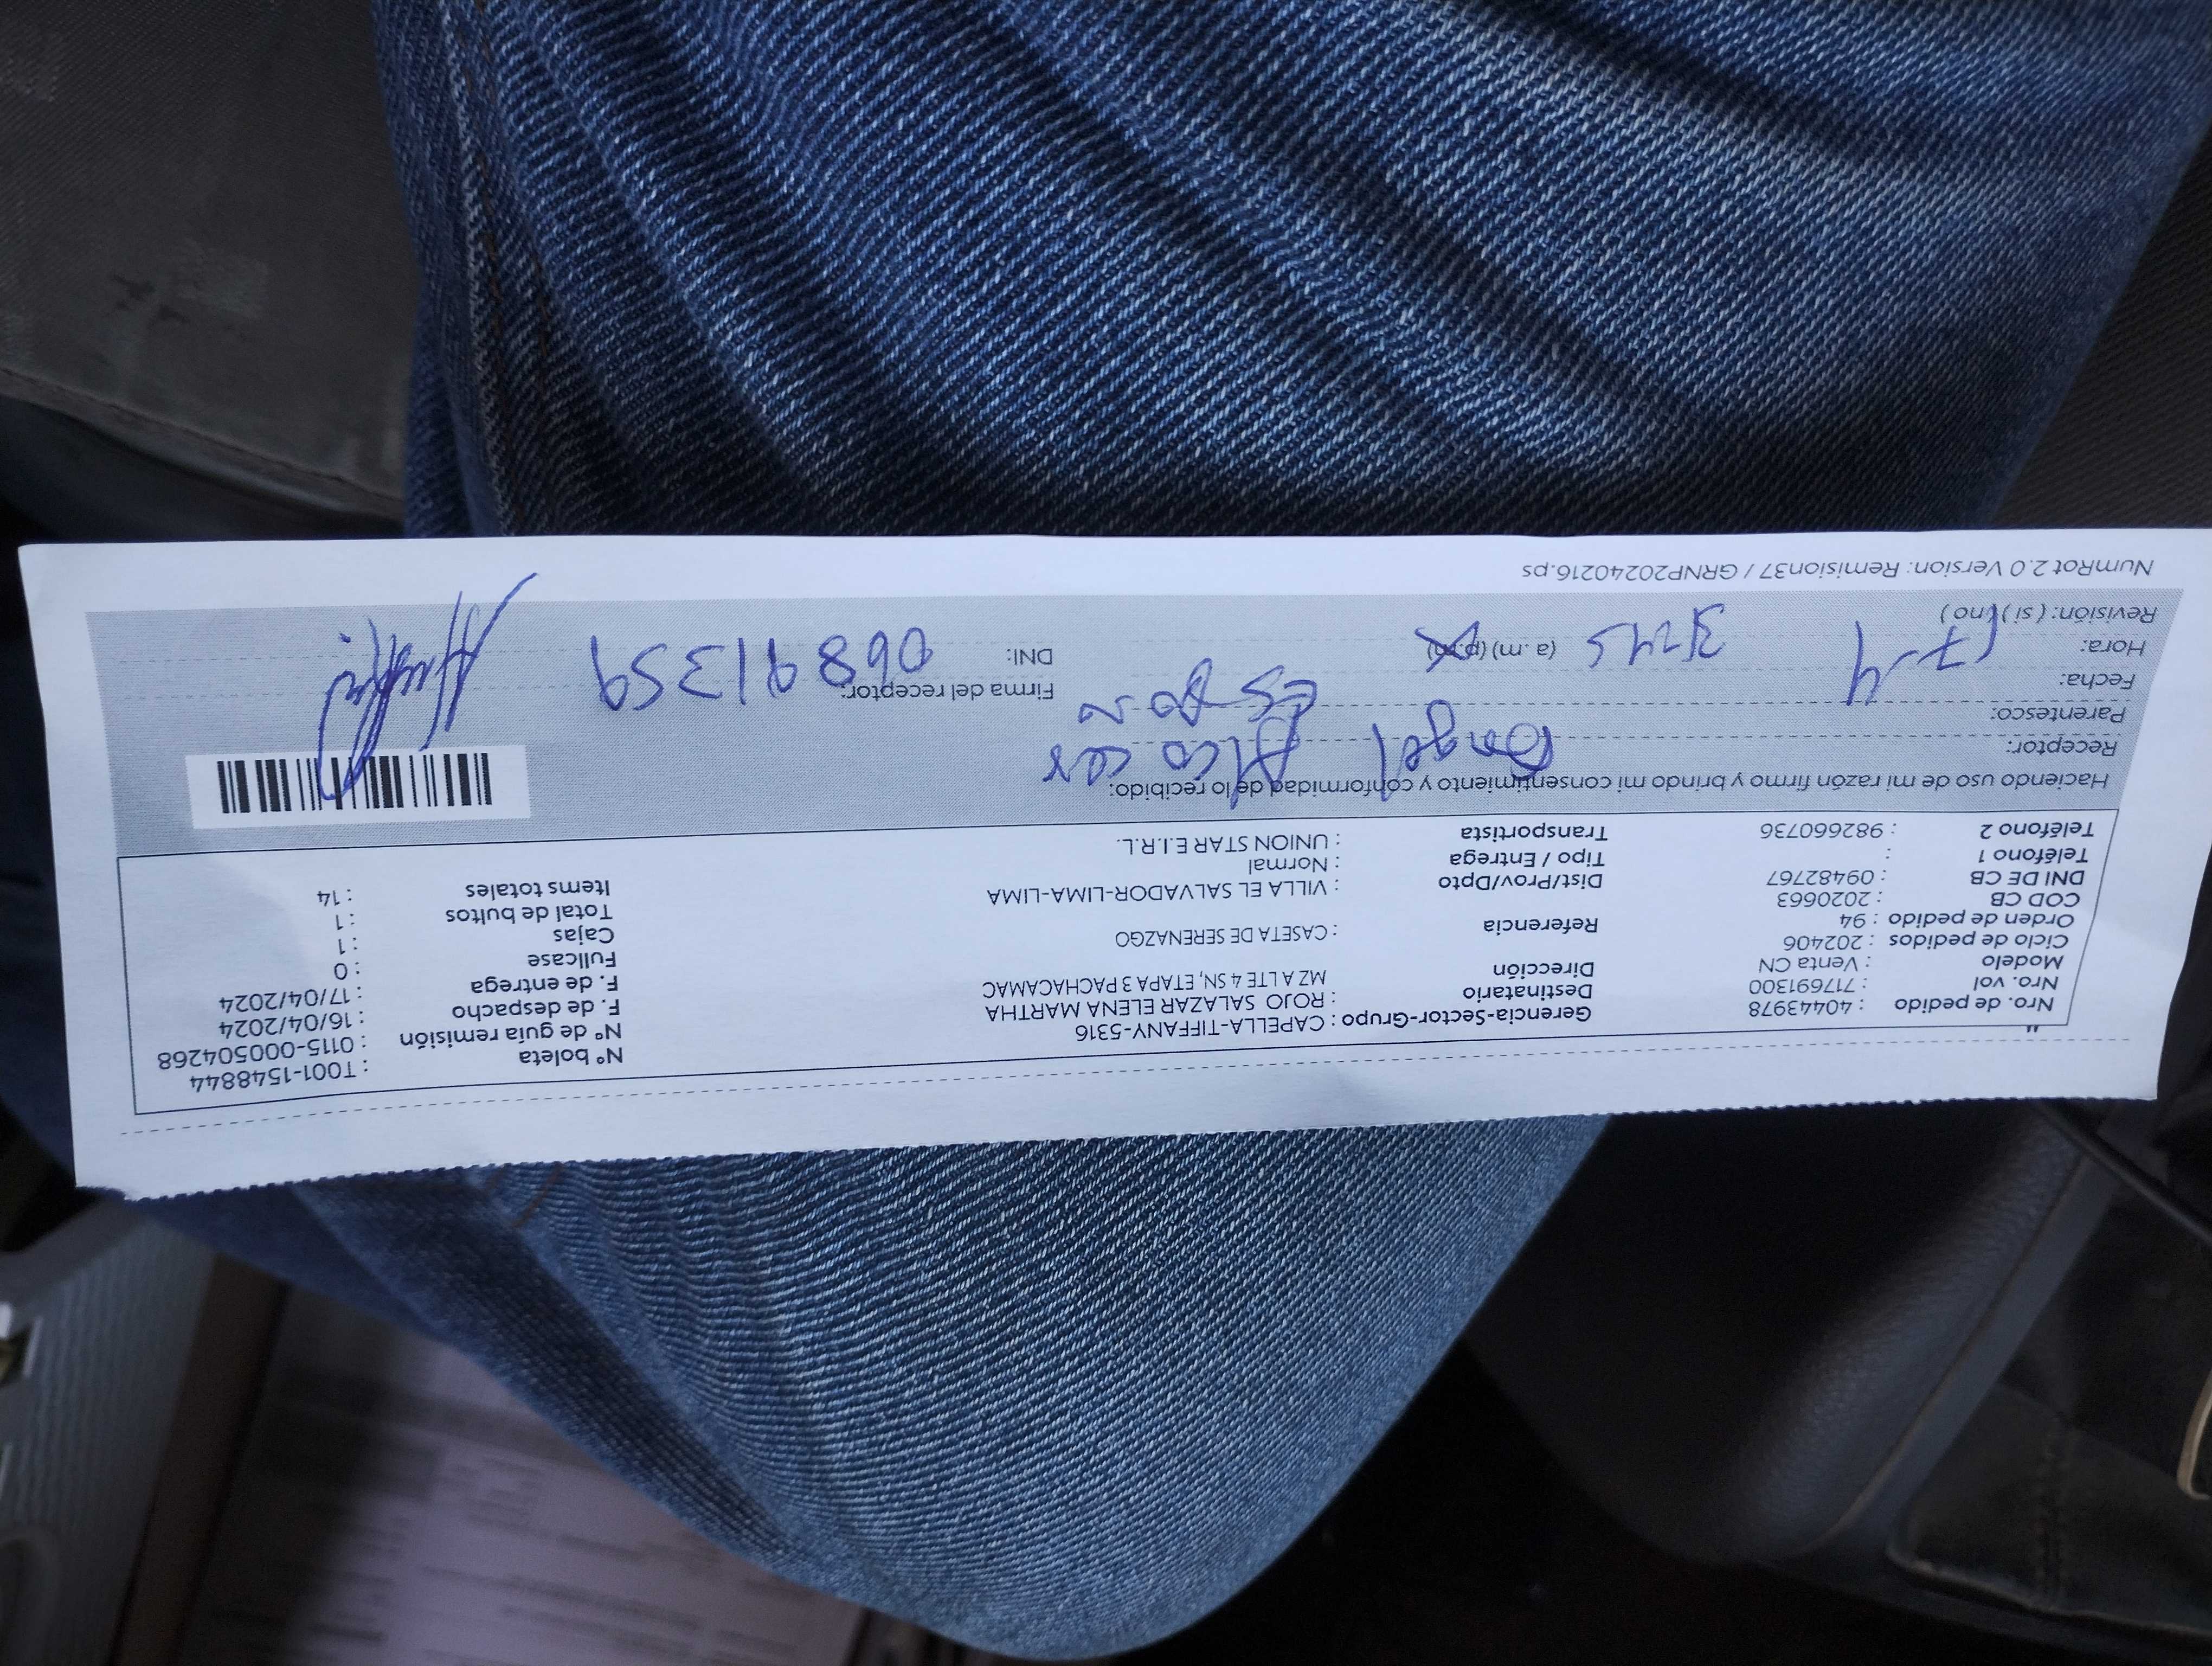 Nro. de pedido : 40443978 Gerencia-Sector-Grupo : CAPELLA-TIFFANY-5316 N° boleta : T001-1548844
Nro. vol : 717691300 Destinatario : ROJO SALAZAR ELENA MARTHA N° de guía remisión : 0115-000504268
Modelo : Venta CN Dirección MZ A LTE 4 SN, ETAPA 3 PACHACAMAC F. de despacho : 16/04/2024
Ciclo de pedidos : 202406 F. de entrega : 17/04/2024
Orden de pedido : 94 Referencia : CASETA DE SERENAZGO Fullcase : 0
COD CB : 2020663 Cajas : 1
DNI DE CB : 09482767 Dist/Prov/Dpto : VILLA EL SALVADOR-LIMA-LIMA Total de bultos : 1
Teléfono 1 : Tipo / Entrega : Normal Items totales : 14
Teléfono 2 : 982660736 Transportista : UNION STAR E.I.R.L.
Haciendo uso de mi razón firmo y brindo mi consentimiento y conformidad de lo recibido:
Receptor: Angel Alcocer
Parentesco: Esposo
Fecha: 17-4 Firma del receptor:
Hora: 3:45 (a .m) (p.m) DNI: 06891359
Revisión: ( si ) ( no )
NumRot 2.0 Version: Remision37 / GRNP20240216.ps